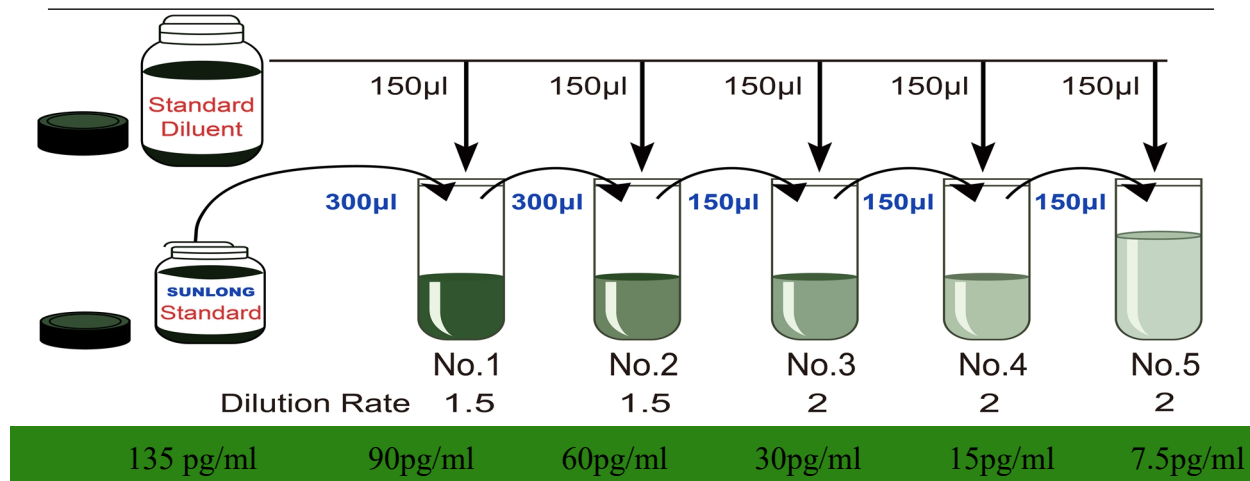 150μl 150μl 150μl 150μl 150μl
Standard
Diluent
300μl 300μl 150μl 150μl 150μl
SUNLONG
Standard
No.1 No.2 No.3 No.4 No.5
Dilution Rate 1.5 1.5 2 2 2
135 pg/ml 90pg/ml 60pg/ml 30pg/ml 15pg/ml 7.5pg/ml